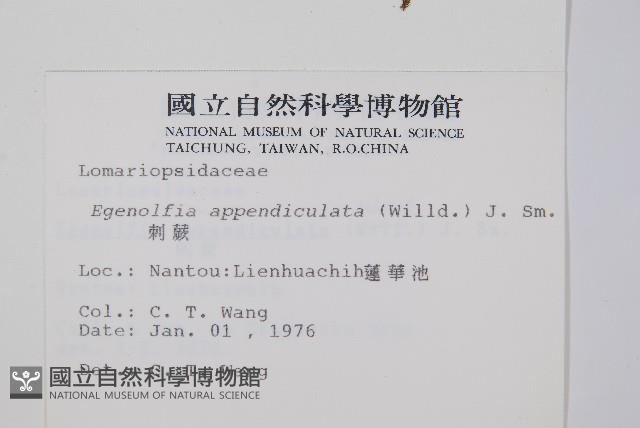 國立自然科學博物館
NATIONAL MUSEUM OF NATURAL SCIENCE
TAICHUNG, TAIWAN, R.O.CHINA
Lomariopsidaceae
Egenolfia appendiculata (Willd.) J. Sm.
刺蕨
Loc.: Nantou:Lienhuachih蓮華池
Col.: C. T. Wang
Date: Jan. 01 , 1976
Det.: C. T. Wang
國立自然科學博物館
NATIONAL MUSEUM OF NATURAL SCIENCE